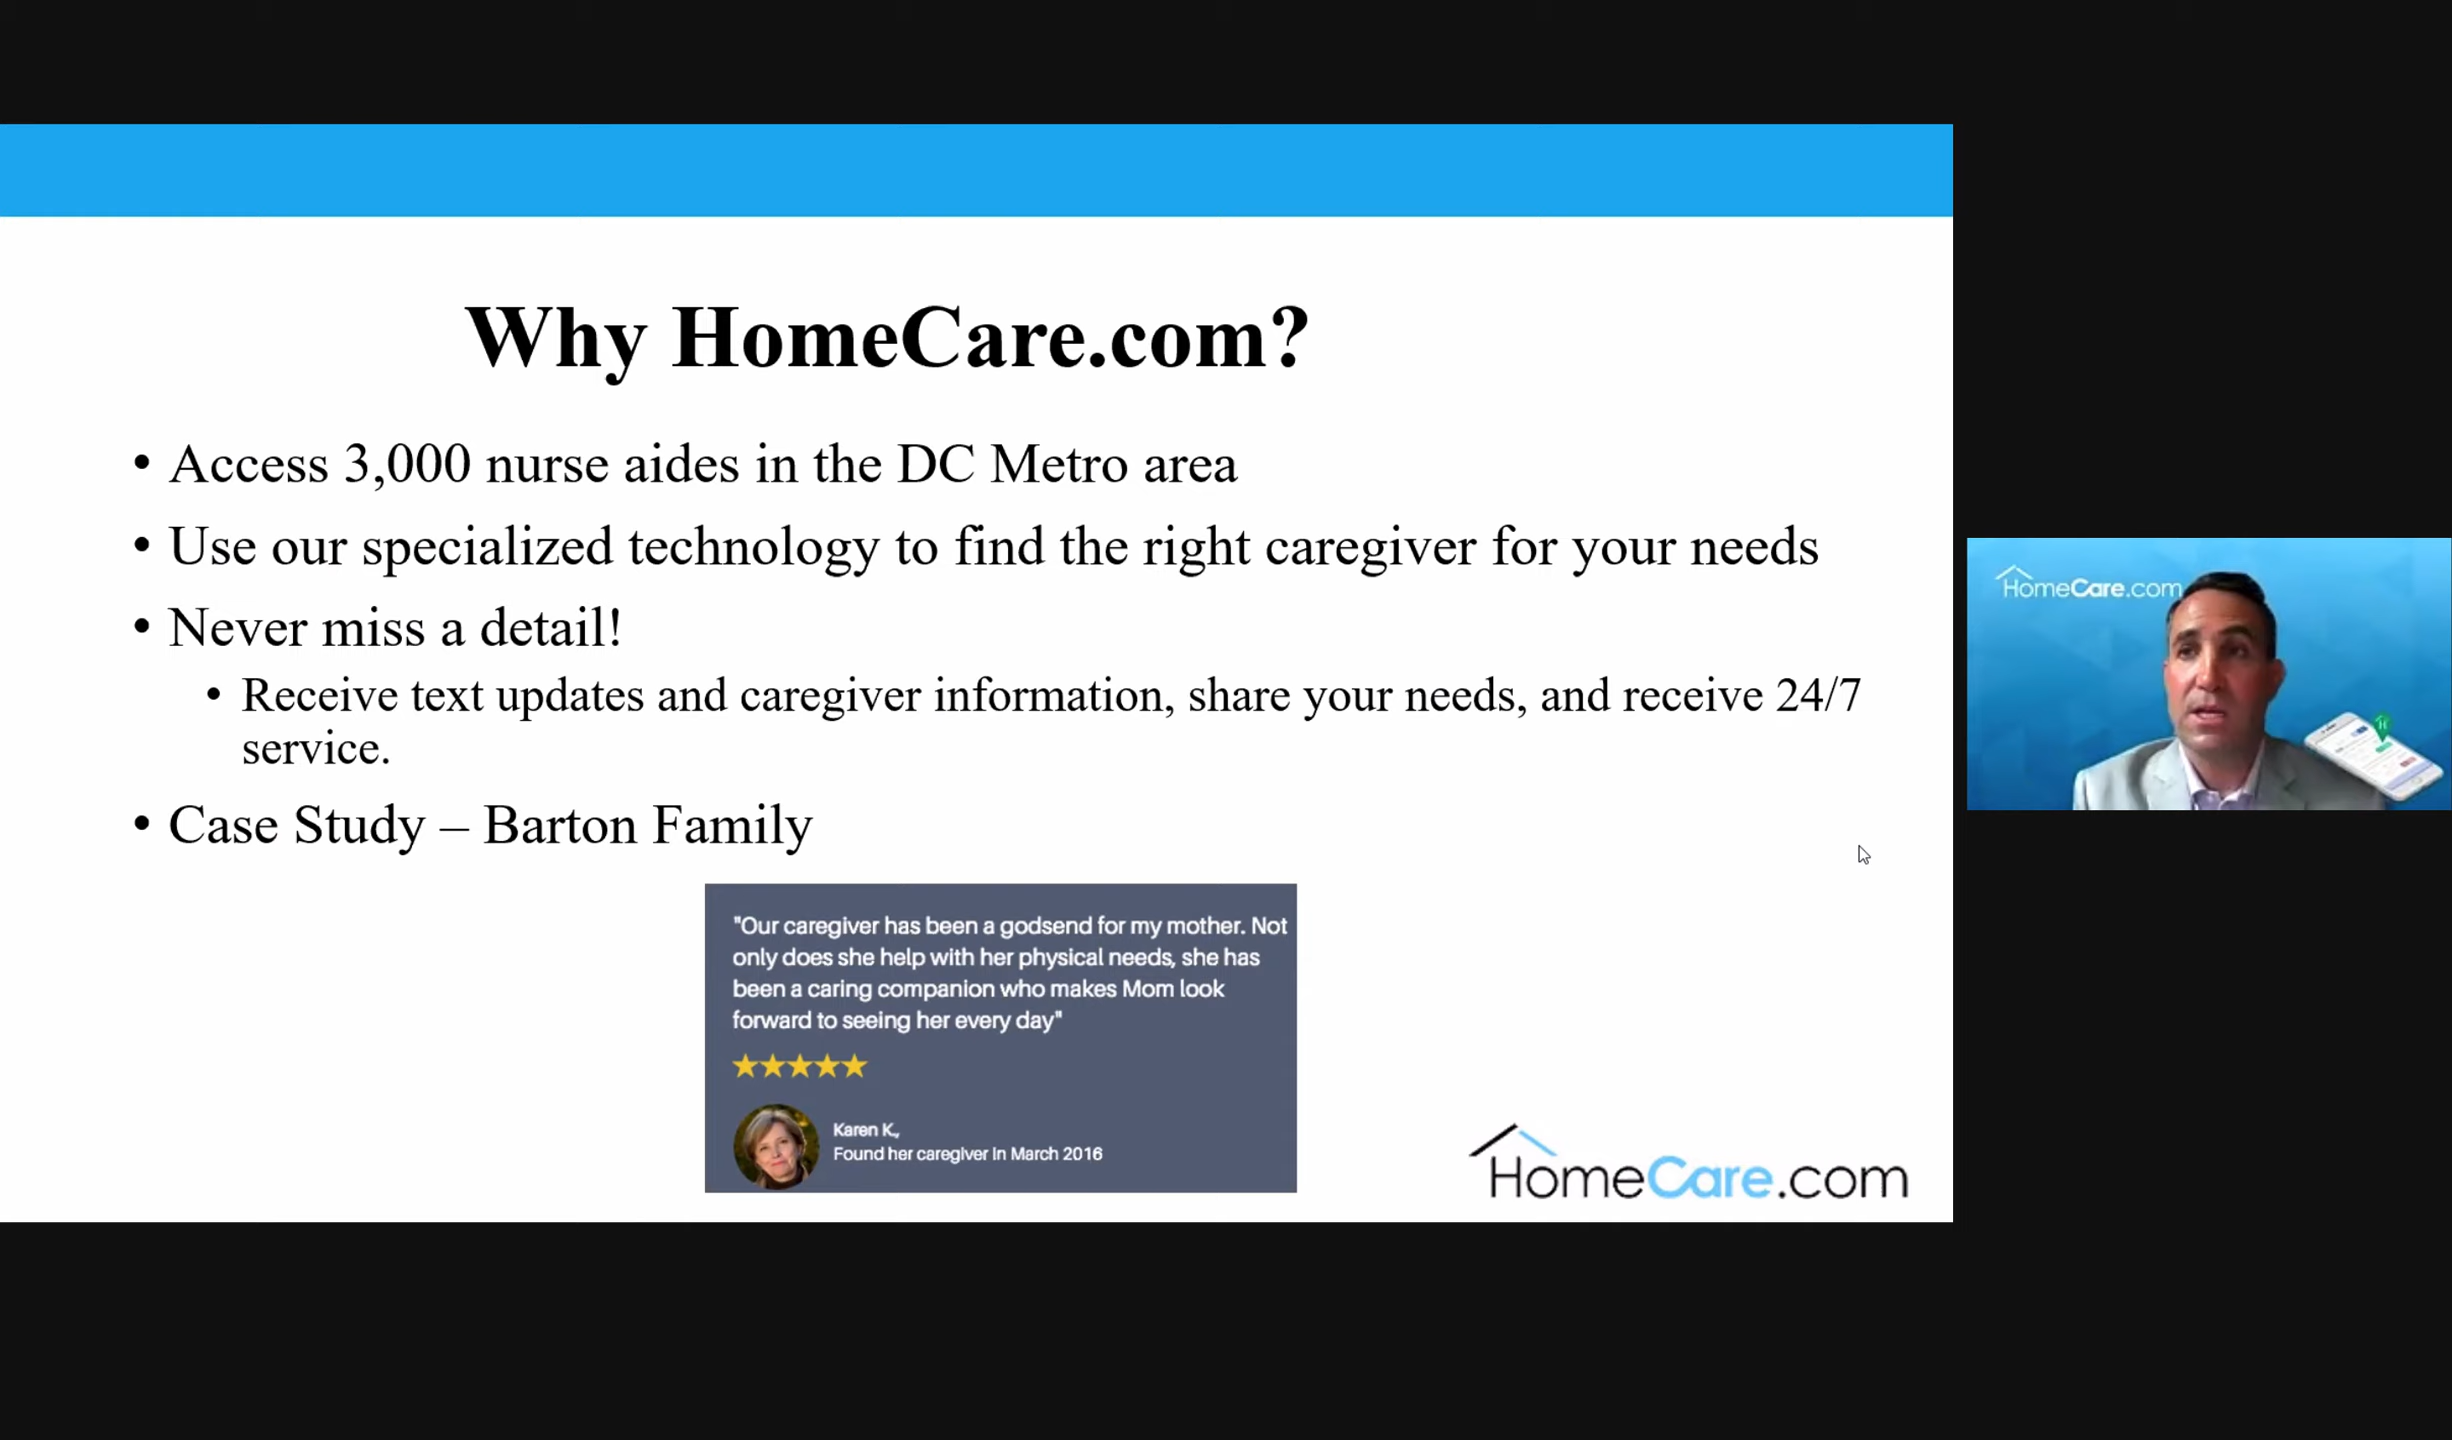 Why HomeCare.com?
• Access 3,000 nurse aides in the DC Metro area
• Use our specialized technology to find the right caregiver for your needs
• Never miss a detail!
• Receive text updates and caregiver information, share your needs, and receive 24/7
service.
• Case Study – Barton Family
"Our caregiver has been a godsend for my mother. Not
only does she help with her physical needs, she has
been a caring companion who makes Mom look
forward to seeing her every day"
Karen K.,
Found her caregiver in March 2016
HomeCare.com
HomeCare.com